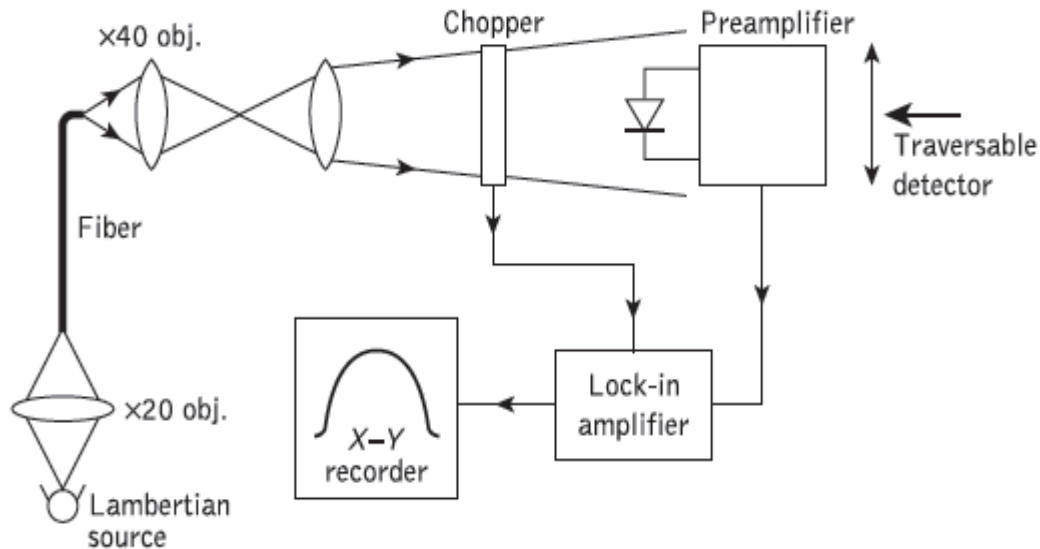 ×40 obj.
Chopper
Preamplifier
Traversable
detector
Fiber
×20 obj.
Lambertian
source
X–Y
recorder
Lock-in
amplifier